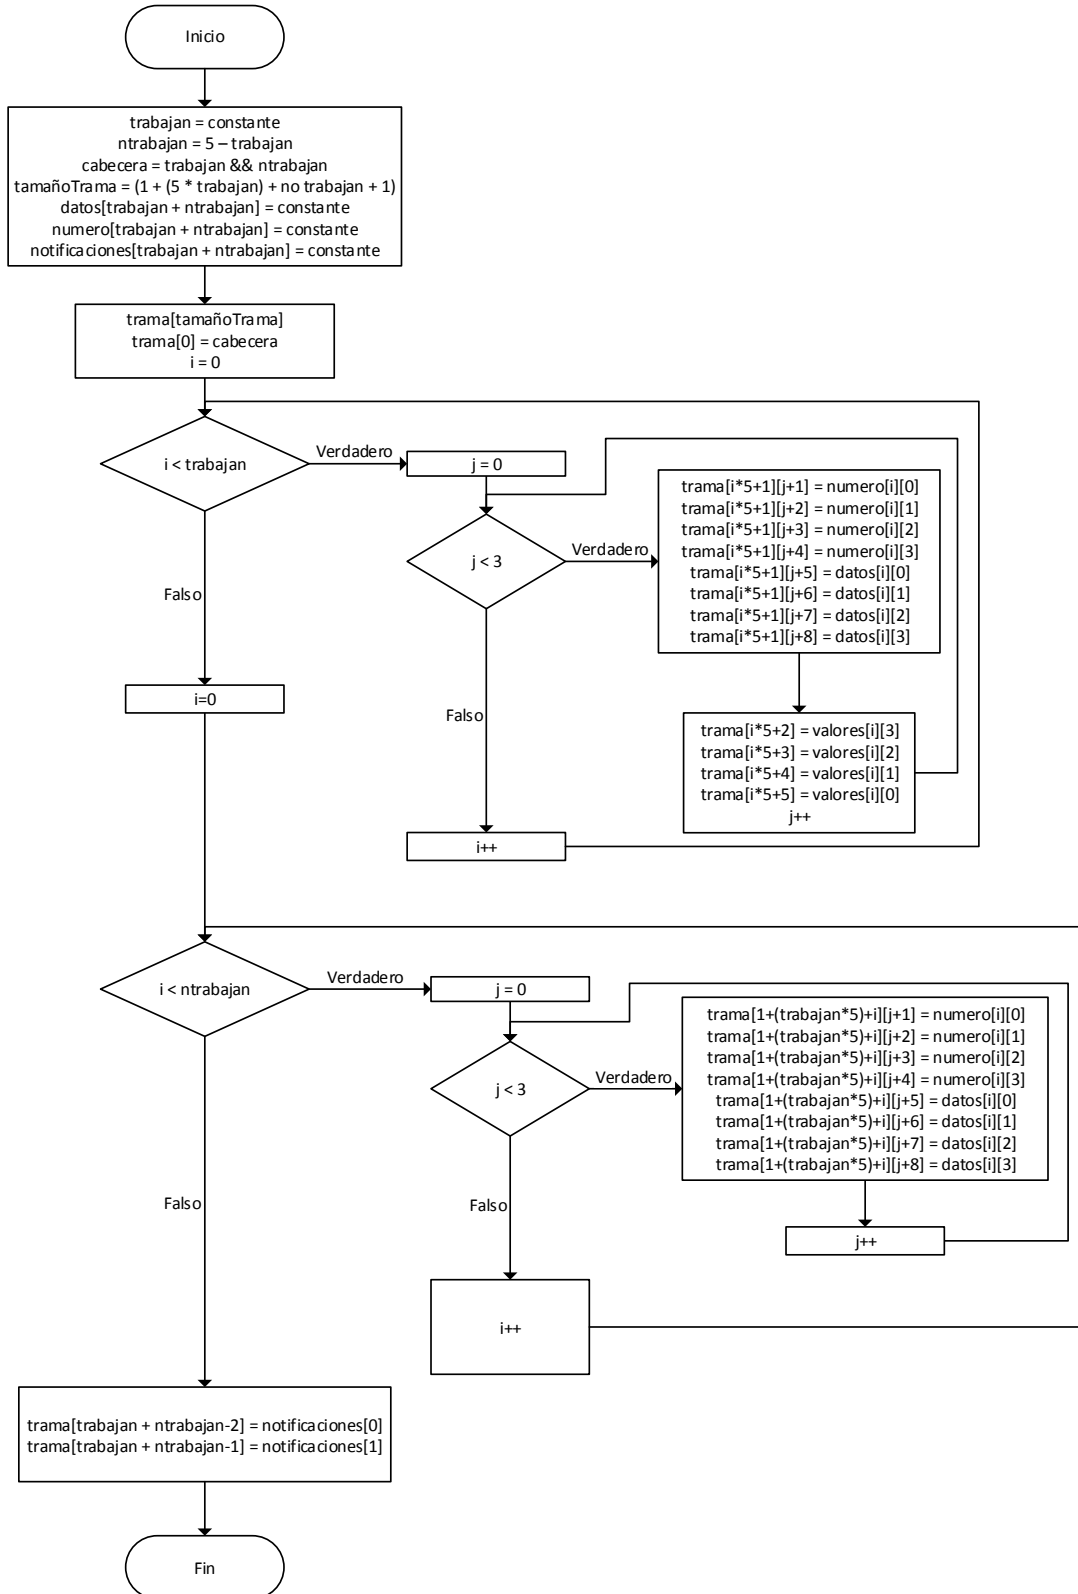 Inicio
trabajan = constante
ntrabajan = 5 – trabajan
cabecera = trabajan && ntrabajan
tamañoTrama = (1 + (5 * trabajan) + no trabajan + 1)
datos[trabajan + ntrabajan] = constante
numero[trabajan + ntrabajan] = constante
notificaciones[trabajan + ntrabajan] = constante
trama[tamañoTrama]
trama[0] = cabecera
i = 0
i < trabajan
Verdadero
j = 0
j < 3
Verdadero
trama[i*5+1][j+1] = numero[i][0]
trama[i*5+1][j+2] = numero[i][1]
trama[i*5+1][j+3] = numero[i][2]
trama[i*5+1][j+4] = numero[i][3]
trama[i*5+1][j+5] = datos[i][0]
trama[i*5+1][j+6] = datos[i][1]
trama[i*5+1][j+7] = datos[i][2]
trama[i*5+1][j+8] = datos[i][3]
Falso
i=0
Falso
trama[i*5+2] = valores[i][3]
trama[i*5+3] = valores[i][2]
trama[i*5+4] = valores[i][1]
trama[i*5+5] = valores[i][0]
j++
i++
i < ntrabajan
Verdadero
j = 0
j < 3
Verdadero
trama[1+(trabajan*5)+i][j+1] = numero[i][0]
trama[1+(trabajan*5)+i][j+2] = numero[i][1]
trama[1+(trabajan*5)+i][j+3] = numero[i][2]
trama[1+(trabajan*5)+i][j+4] = numero[i][3]
trama[1+(trabajan*5)+i][j+5] = datos[i][0]
trama[1+(trabajan*5)+i][j+6] = datos[i][1]
trama[1+(trabajan*5)+i][j+7] = datos[i][2]
trama[1+(trabajan*5)+i][j+8] = datos[i][3]
Falso
Falso
j++
i++
trama[trabajan + ntrabajan-2] = notificaciones[0]
trama[trabajan + ntrabajan-1] = notificaciones[1]
Fin